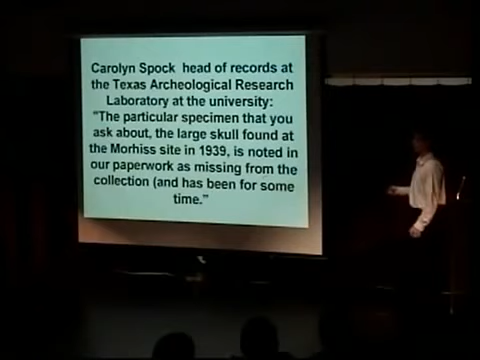 Carolyn Spock head of records at
the Texas Archeological Research
Laboratory at the university:
"The particular specimen that you
ask about, the large skull found at
the Morhiss site in 1939, is noted in
our paperwork as missing from the
collection (and has been for some
time."